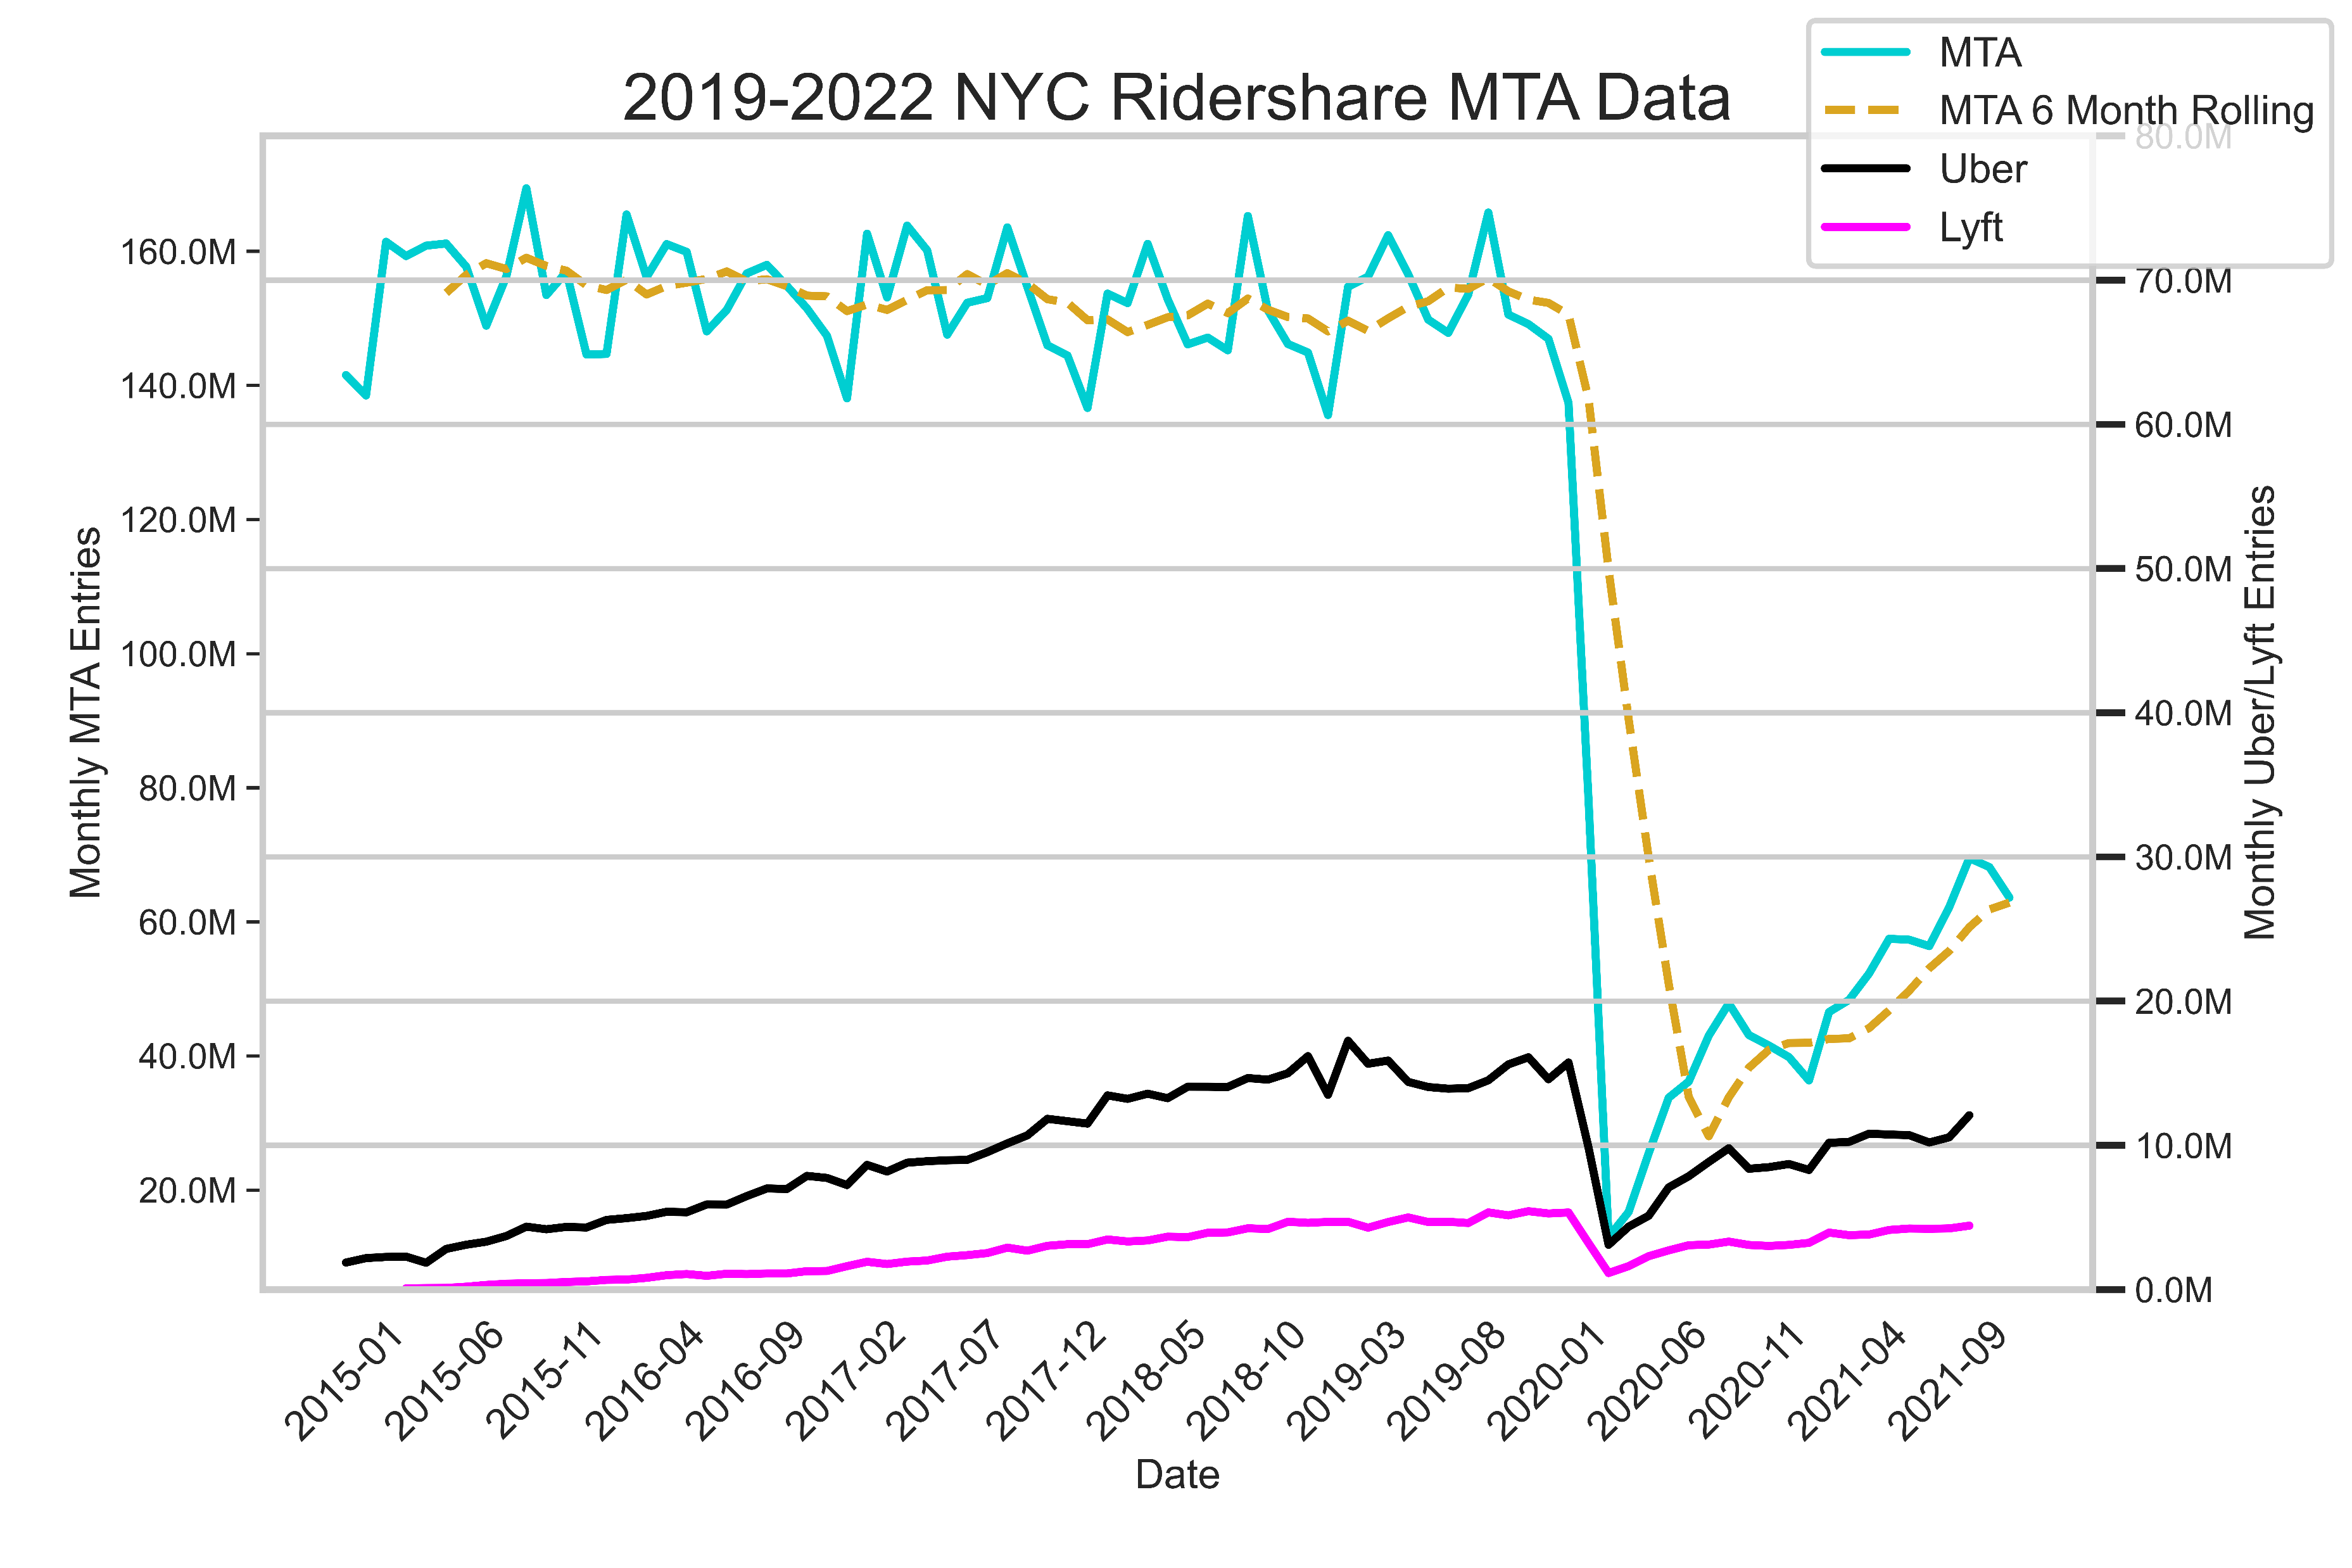 2019-2022 NYC Ridershare MTA Data
MTA
MTA 6 Month Rolling
Uber
Lyft
Monthly MTA Entries
160.0M
140.0M
120.0M
100.0M
80.0M
60.0M
40.0M
20.0M
80.0M
70.0M
60.0M
50.0M
40.0M
30.0M
20.0M
10.0M
0.0M
Monthly Uber/Lyft Entries
2015-01
2015-06
2015-11
2016-04
2016-09
2017-02
2017-07
2017-12
2018-05
2018-10
2019-03
2019-08
2020-01
2020-06
2020-11
2021-04
2021-09
Date